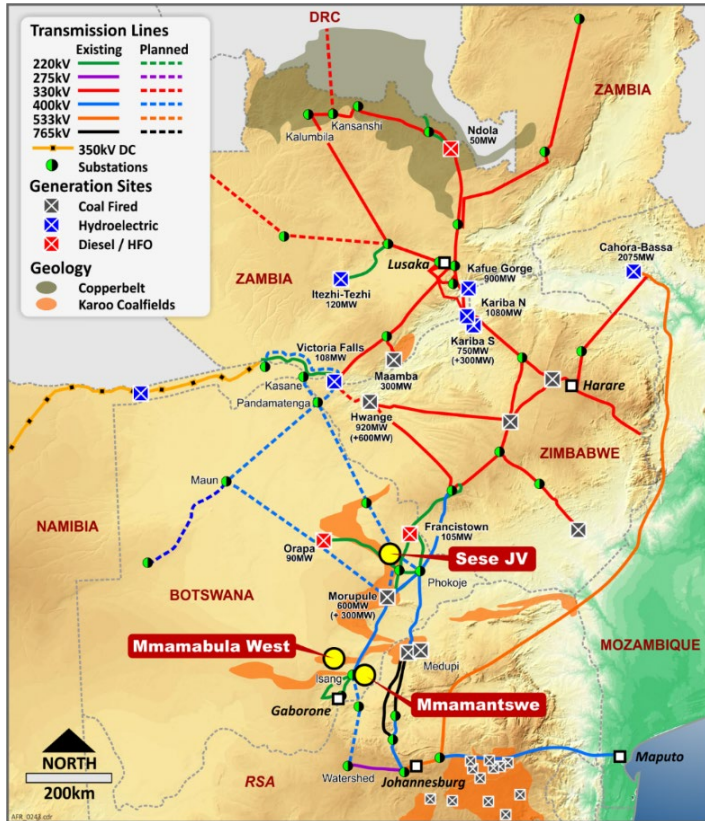 Transmission Lines
Existing Planned
220kV
275kV
330kV
400kV
533kV
765kV
350kV DC
Substations
Generation Sites
Coal Fired
Hydroelectric
Diesel / HFO
Geology
Copperbelt
Karoo Coalfields
DRC
ZAMBIA
Kansanshi
Kalumbila
Ndola
50MW
Lusaka
Kafue Gorge
900MW
Cahora-Bassa
2075MW
ZAMBIA
Itezhi-Tezhi
120MW
Kariba N
1080MW
Kariba S
750MW
(+300MW)
Victoria Falls
108MW
Maamba
300MW
Harare
Kasane
Pandamatenga
Hwange
920MW
(+600MW)
ZIMBABWE
Maun
NAMIBIA
Francistown
105MW
Orapa
90MW
Sese JV
Phokoje
BOTSWANA
Morupule
600MW
(+ 300MW)
Mmamabula West
Medupi
MOZAMBIQUE
Isang
Mmamantswe
Gaborone
NORTH
200km
RSA
Watershed
Johannesburg
Maputo